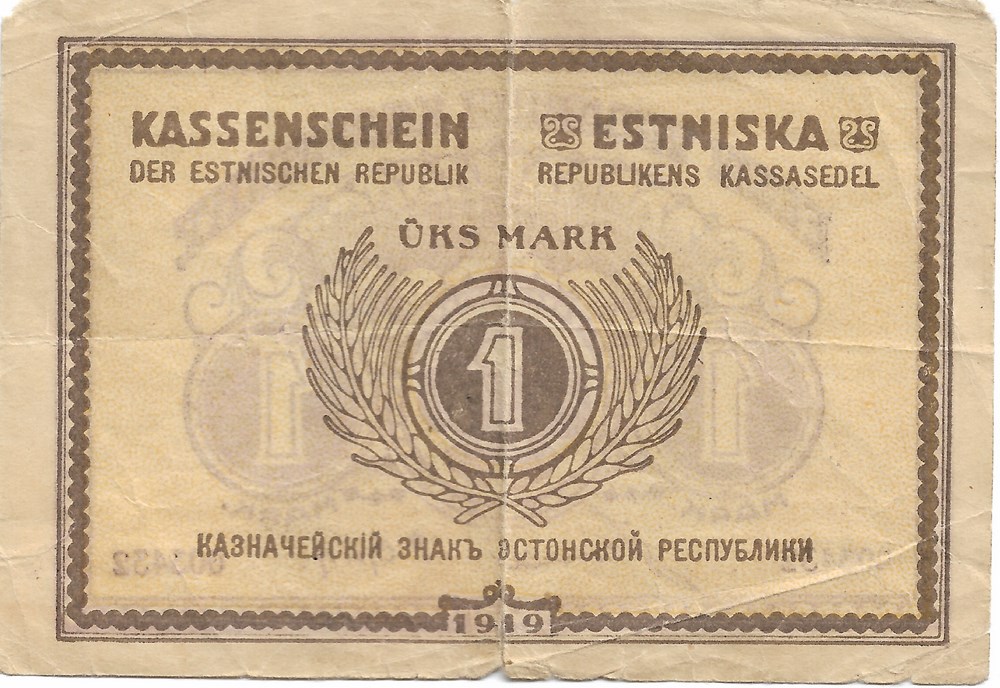 KASSENSCHEIN
DER ESTNISCHEN REPUBLIK
ESTNISKA
REPUBLIKENS KASSASEDEL
ÜKS MARK
1
КАЗНАЧЕЙСКІЙ ЗНАКЪ ЭСТОНСКОЙ РЕСПУБЛИКИ
1919